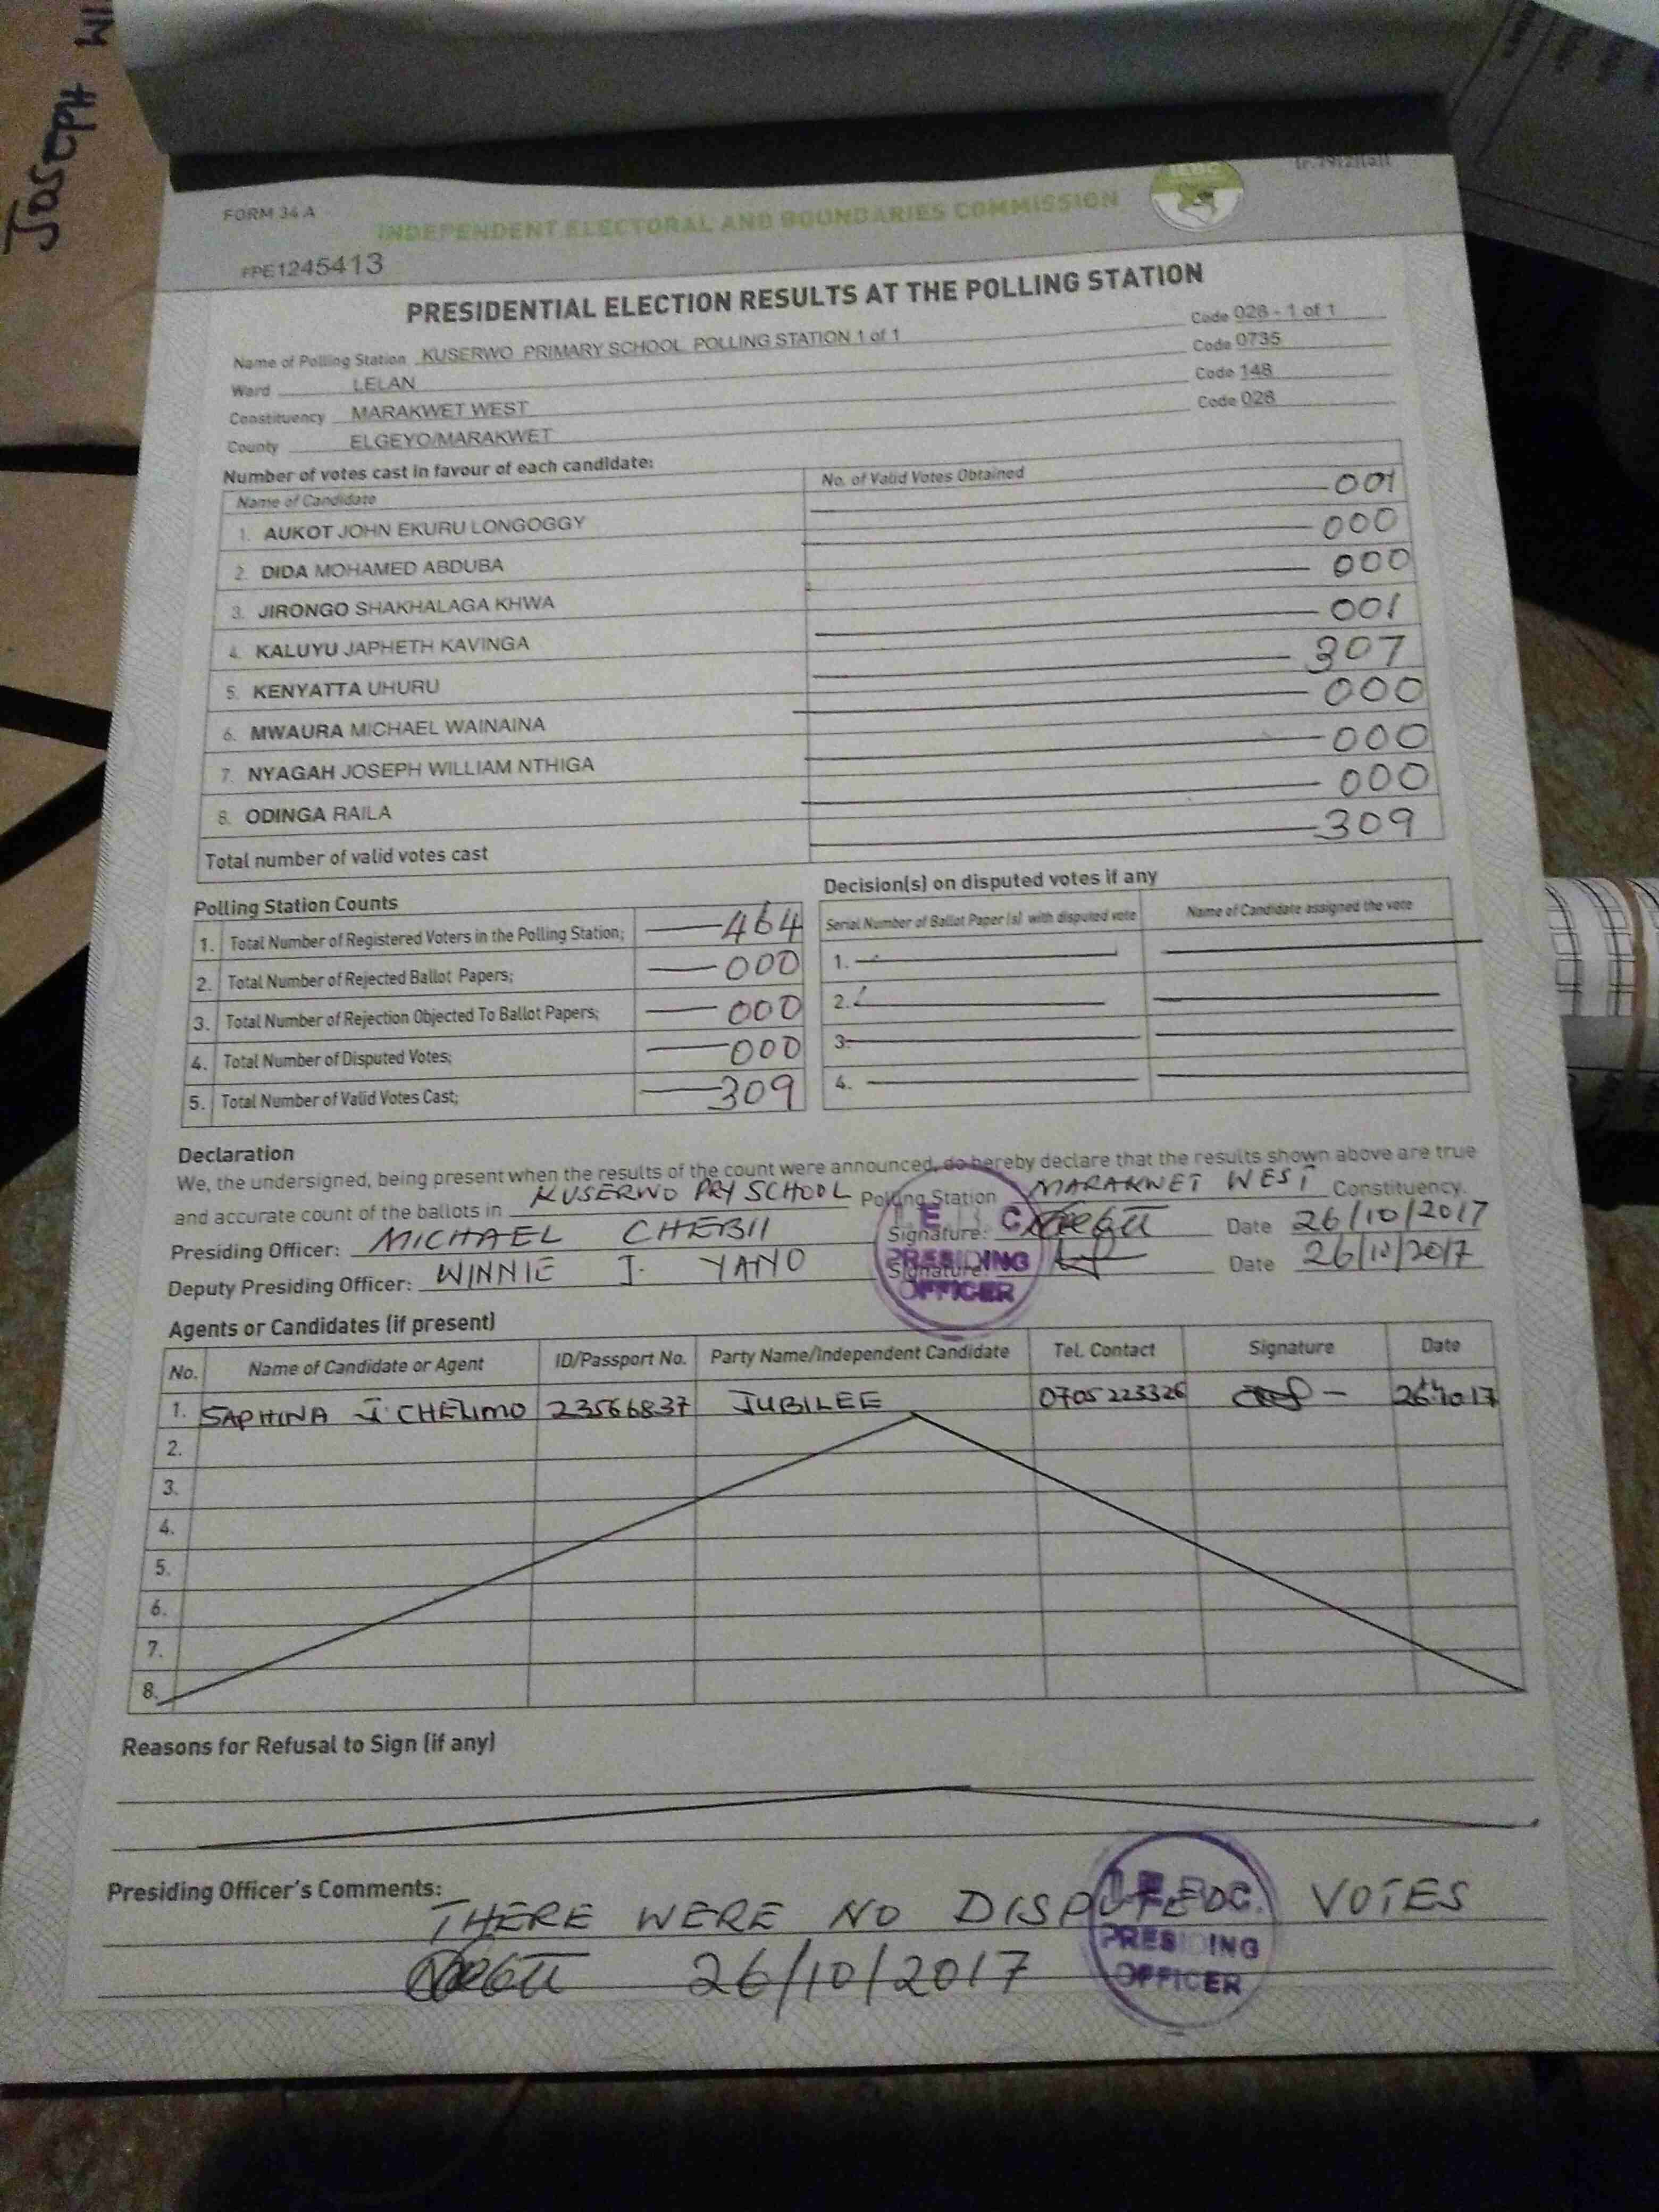 JOSEPH
FORM 34 A
INDEPENDENT ELECTORAL AND BOUNDARIES COMMISSION
IEBC
PE1245413
PRESIDENTIAL ELECTION RESULTS AT THE POLLING STATION
Name of Polling Station KUSERWO PRIMARY SCHOOL POLLING STATION 1 of 1 Code 028 - 1 of 1
Ward LELAN Code 0735
Constituency MARAKWET WEST Code 148
County ELGEYO/MARAKWET Code 028
Number of votes cast in favour of each candidate:
Name of Candidate No. of Valid Votes Obtained
1. AUKOT JOHN EKURU LONGOGGY 001
2. DIDA MOHAMED ABDUBA 000
3. JIRONGO SHAKHALAGA KHWA 000
4. KALUYU JAPHETH KAVINGA 001
5. KENYATTA UHURU 307
6. MWAURA MICHAEL WAINAINA 000
7. NYAGAH JOSEPH WILLIAM NTHIGA 000
8. ODINGA RAILA 000
Total number of valid votes cast 309
Polling Station Counts
1. Total Number of Registered Voters in the Polling Station; 464
2. Total Number of Rejected Ballot Papers; 000
3. Total Number of Rejection Objected To Ballot Papers; 000
4. Total Number of Disputed Votes; 000
5. Total Number of Valid Votes Cast; 309
Decision(s) on disputed votes if any
Serial Number of Ballot Paper(s) with disputed vote Name of Candidate assigned the vote
1.
2.
3.
4.
Declaration
We, the undersigned, being present when the results of the count were announced, do hereby declare that the results shown above are true
and accurate count of the ballots in KUSERWO PRY SCHOOL Polling Station MARAKWET WEST Constituency.
Presiding Officer: MICHAEL CHEBII Signature: Date 26/10/2017
Deputy Presiding Officer: WINNIE J. YANO Signature: Date 26/10/2017
I E B C
PRESIDING
OFFICER
Agents or Candidates (if present)
No. Name of Candidate or Agent ID/Passport No. Party Name/Independent Candidate Tel. Contact Signature Date
1. SAPHINA J CHELIMO 23566837 JUBILEE 0705223326 26th 10 17
2.
3.
4.
5.
6.
7.
8.
Reasons for Refusal to Sign (if any)
Presiding Officer's Comments:
THERE WERE NO DISPUTED VOTES
26/10/2017
I E B C
PRESIDING
OFFICER